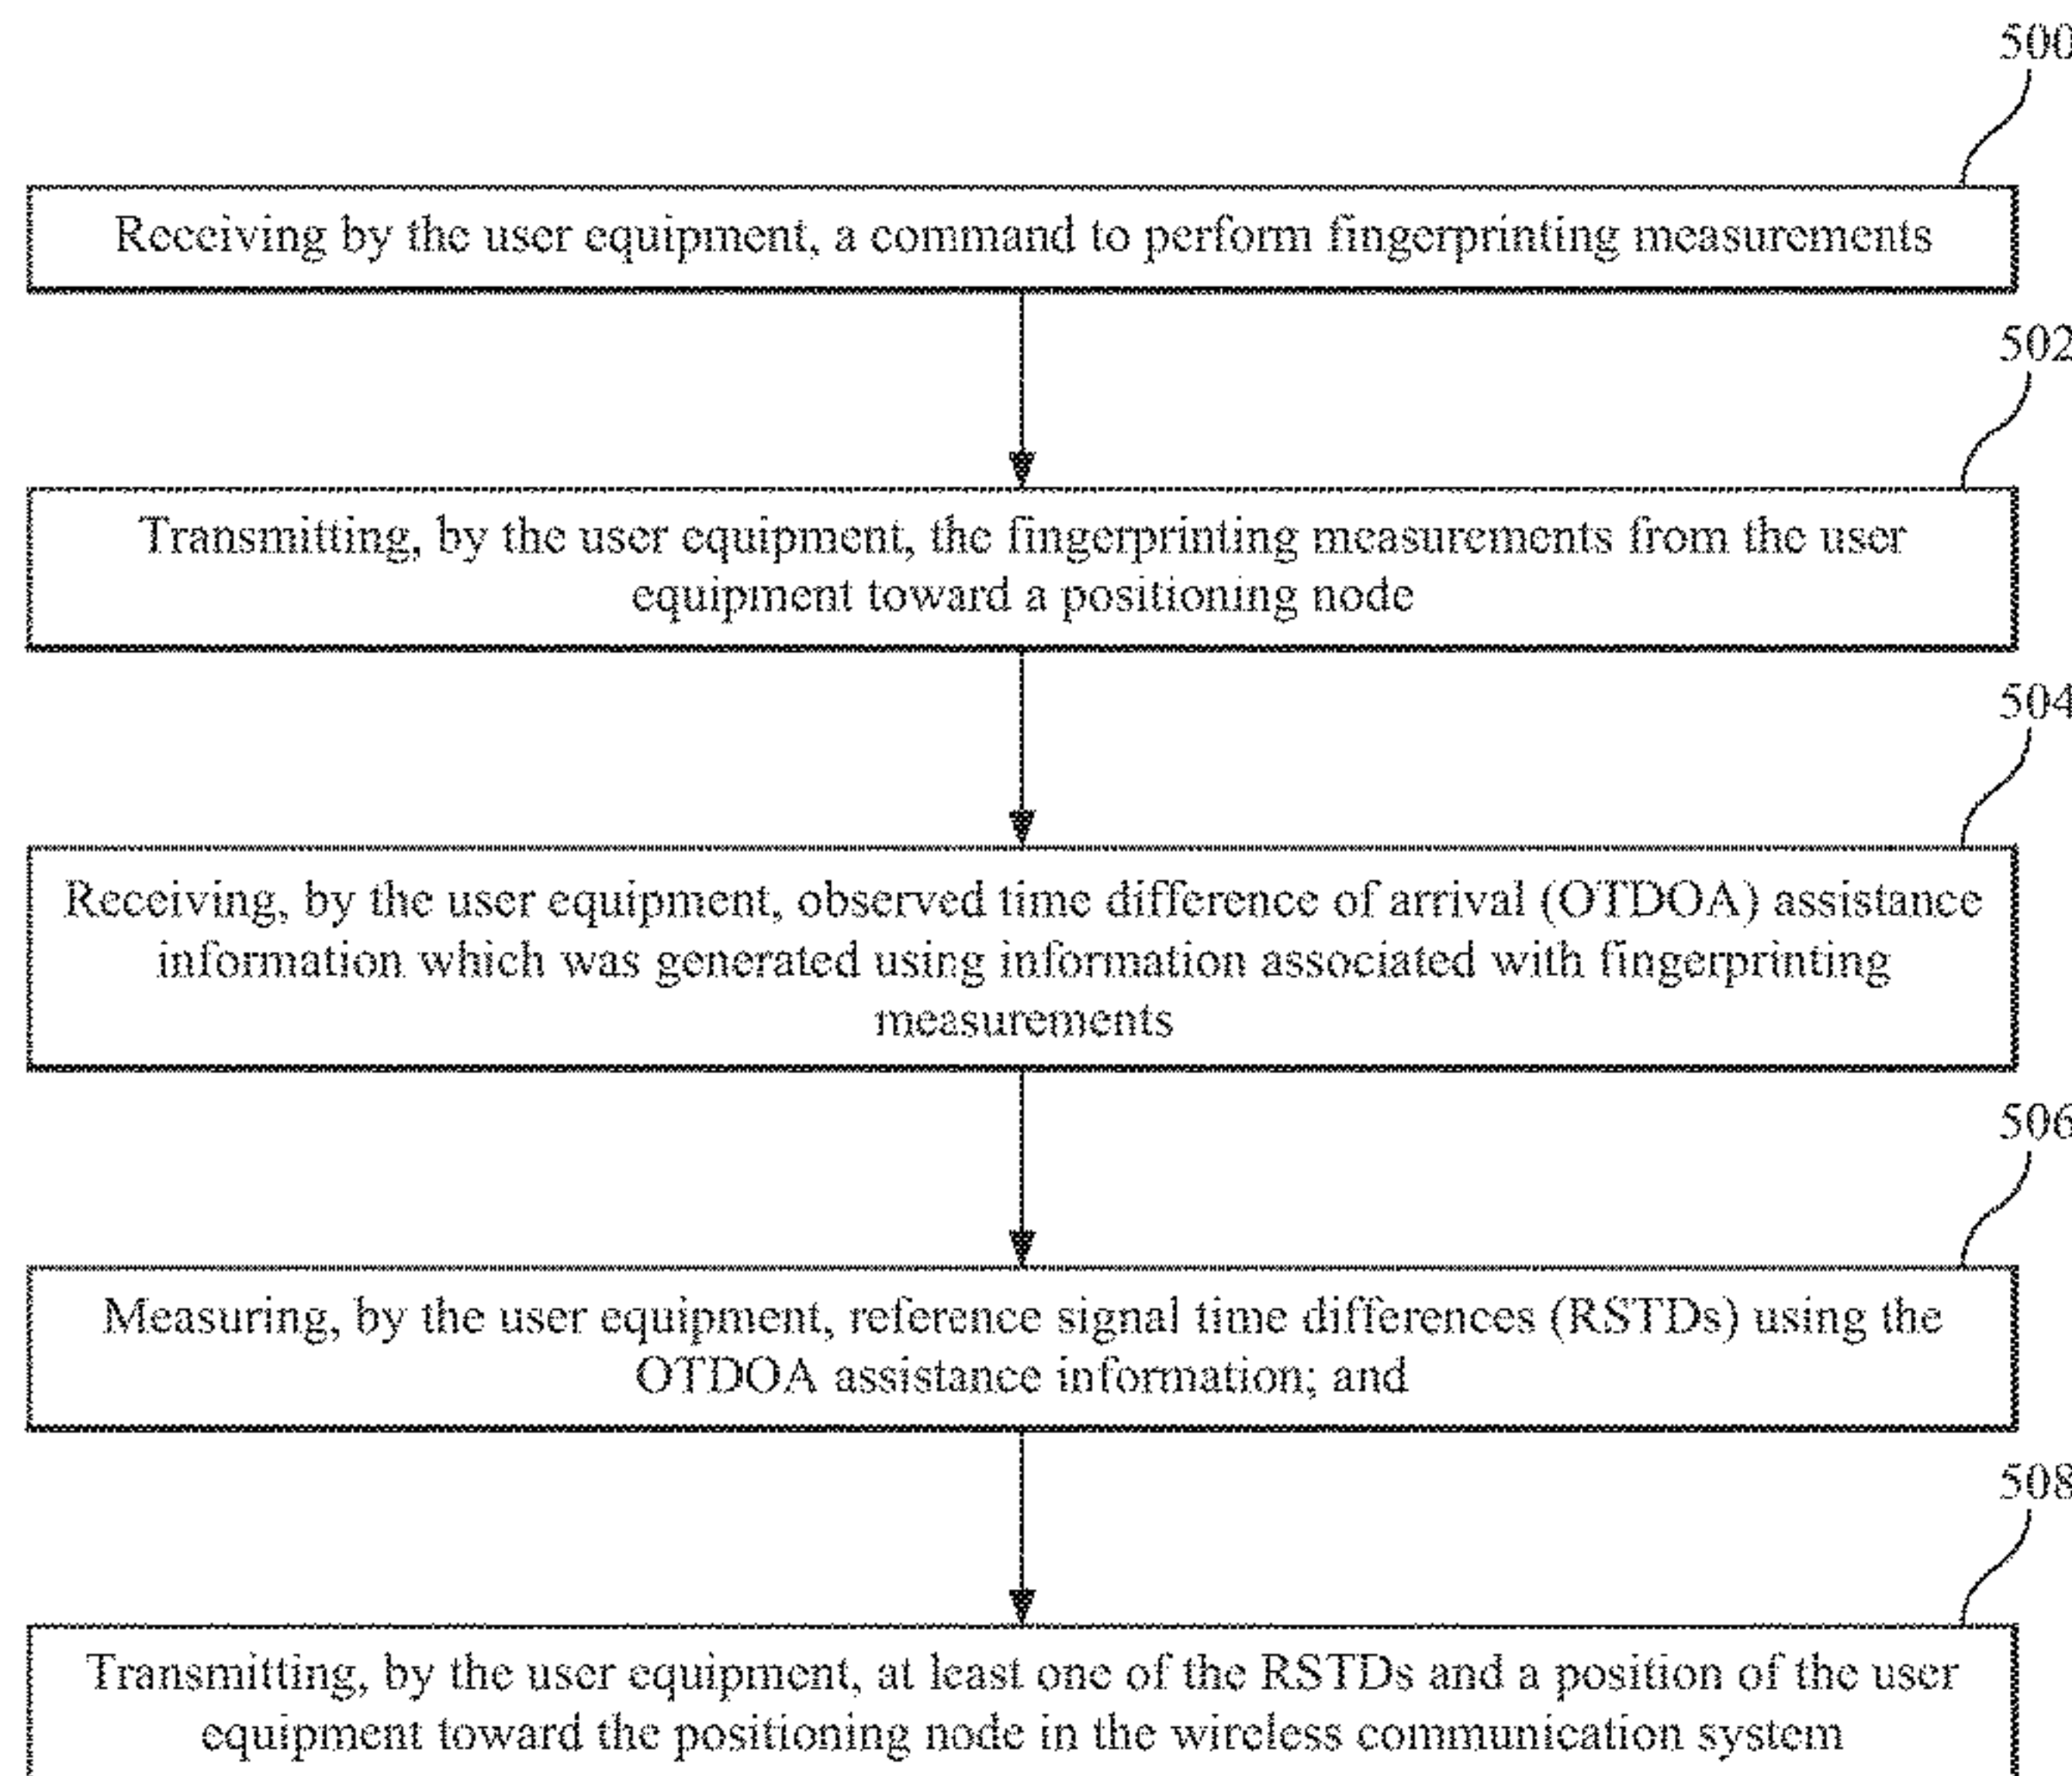 500
Receiving by the user equipment, a command to perform fingerprinting measurements
502
Transmitting, by the user equipment, the fingerprinting measurements from the user
equipment toward a positioning node
504
Receiving, by the user equipment, observed time difference of arrival (OTDOA) assistance
information which was generated using information associated with fingerprinting
measurements
506
Measuring, by the user equipment, reference signal time differences (RSTDs) using the
OTDOA assistance information; and
508
Transmitting, by the user equipment, at least one of the RSTDs and a position of the user
equipment toward the positioning node in the wireless communication system